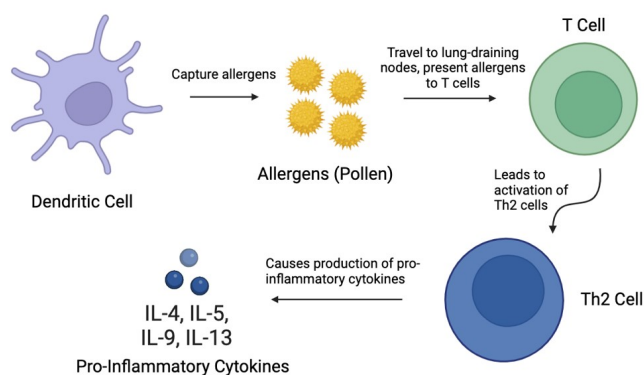 T Cell
Capture allergens
Travel to lung-draining
nodes, present allergens
to T cells
Allergens (Pollen)
Dendritic Cell
Leads to
activation of
Th2 cells
Causes production of pro-
inflammatory cytokines
Th2 Cell
IL-4, IL-5,
IL-9, IL-13
Pro-Inflammatory Cytokines